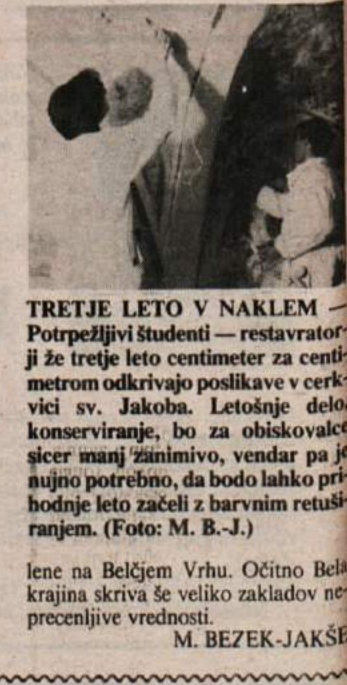 TRETJE LETO V NAKLEM —
Potrpežljivi študenti — restavrator-
ji že tretje leto centimeter za centi-
metrom odkrivajo poslikave v cerk-
vici sv. Jakoba. Letošnje delo,
konserviranje, bo za obiskovalce
sicer manj zanimivo, vendar pa je
nujno potrebno, da bodo lahko pri-
hodnje leto začeli z barvnim retuši-
ranjem. (Foto: M. B.-J.)
lene na Belčjem Vrhu. Očitno Bela
krajina skriva še veliko zakladov ne-
precenljive vrednosti.
M. BEZEK-JAKŠE